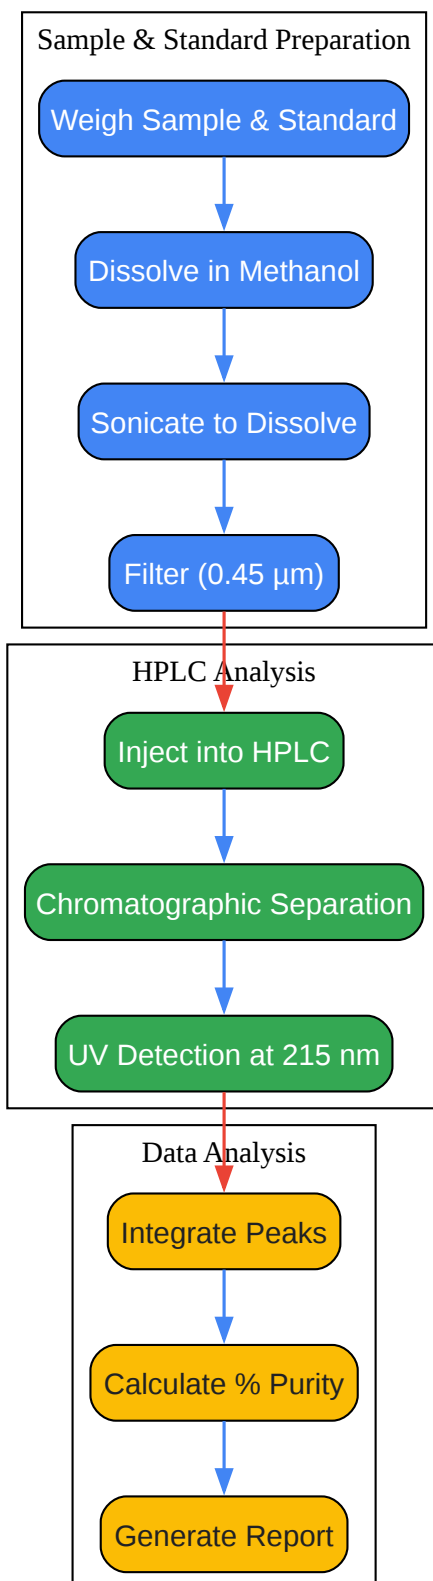 Sample & Standard Preparation
Weigh Sample & Standard
Dissolve in Methanol
Sonicate to Dissolve
Filter (0.45 µm)
HPLC Analysis
Inject into HPLC
Chromatographic Separation
UV Detection at 215 nm
Data Analysis
Integrate Peaks
Calculate % Purity
Generate Report